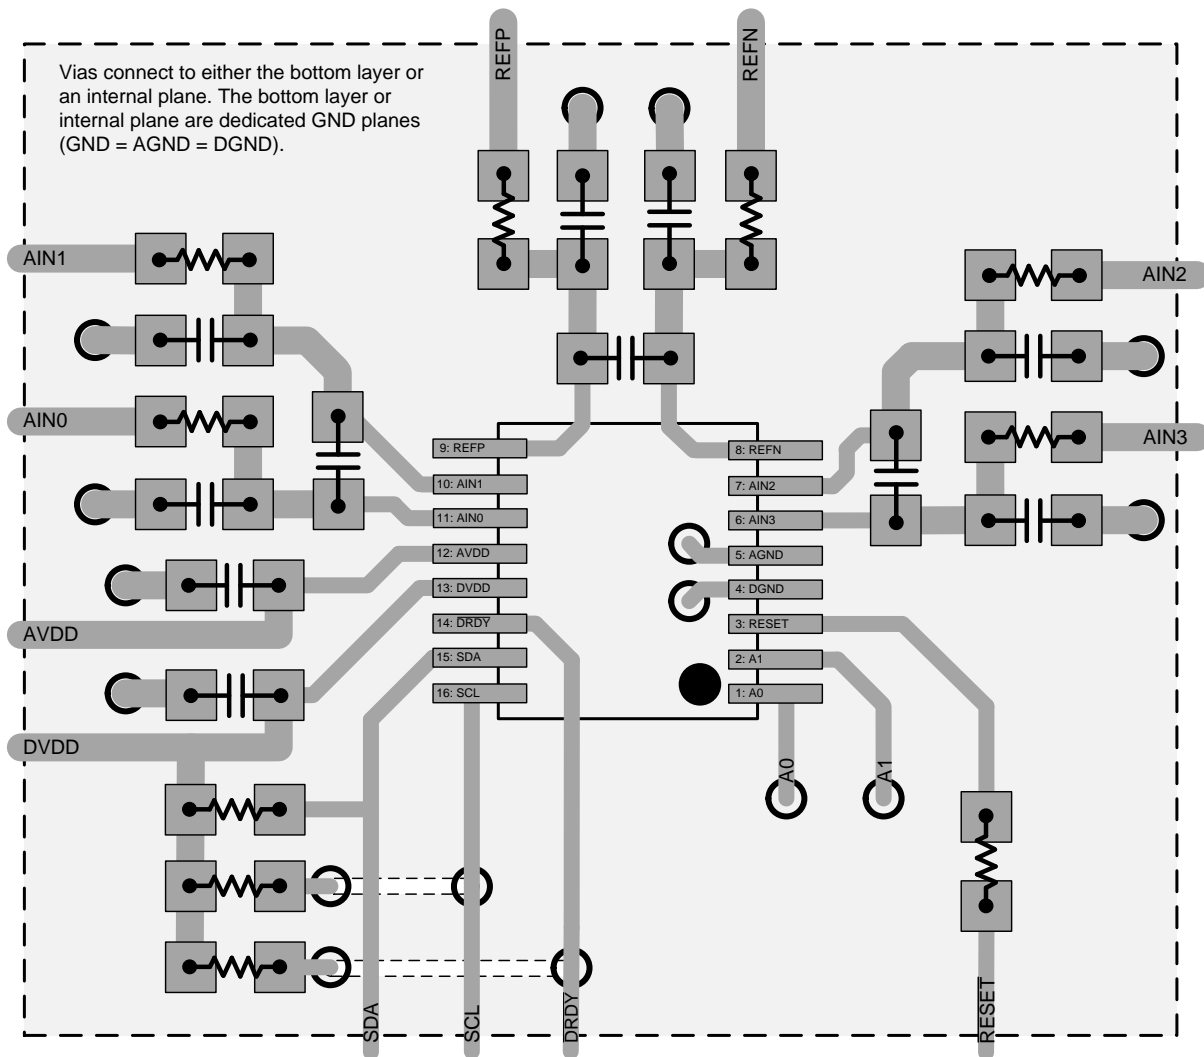 REFP
REFN
Vias connect to either the bottom layer or
an internal plane. The bottom layer or
internal plane are dedicated GND planes
(GND = AGND = DGND).
AIN1
AIN2
AIN0
AIN3
9: REFP
8: REFN
10: AIN1
7: AIN2
11: AIN0
6: AIN3
12: AVDD
5: AGND
13: DVDD
4: DGND
14: DRDY
3: RESET
15: SDA
2: A1
16: SCL
1: A0
AVDD
DVDD
A0
A1
SDA
SCL
DRDY
RESET